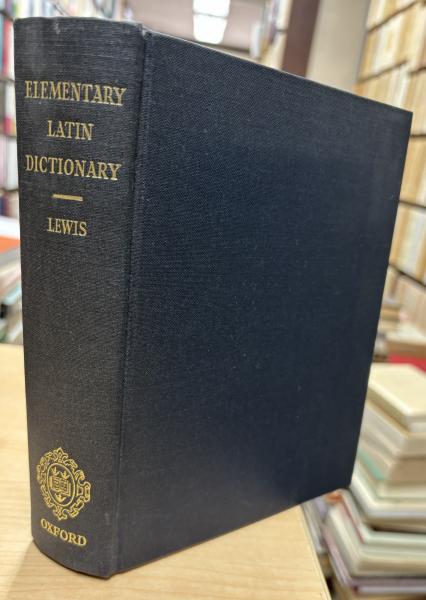 ELEMENTARY
LATIN
DICTIONARY
LEWIS
OXFORD